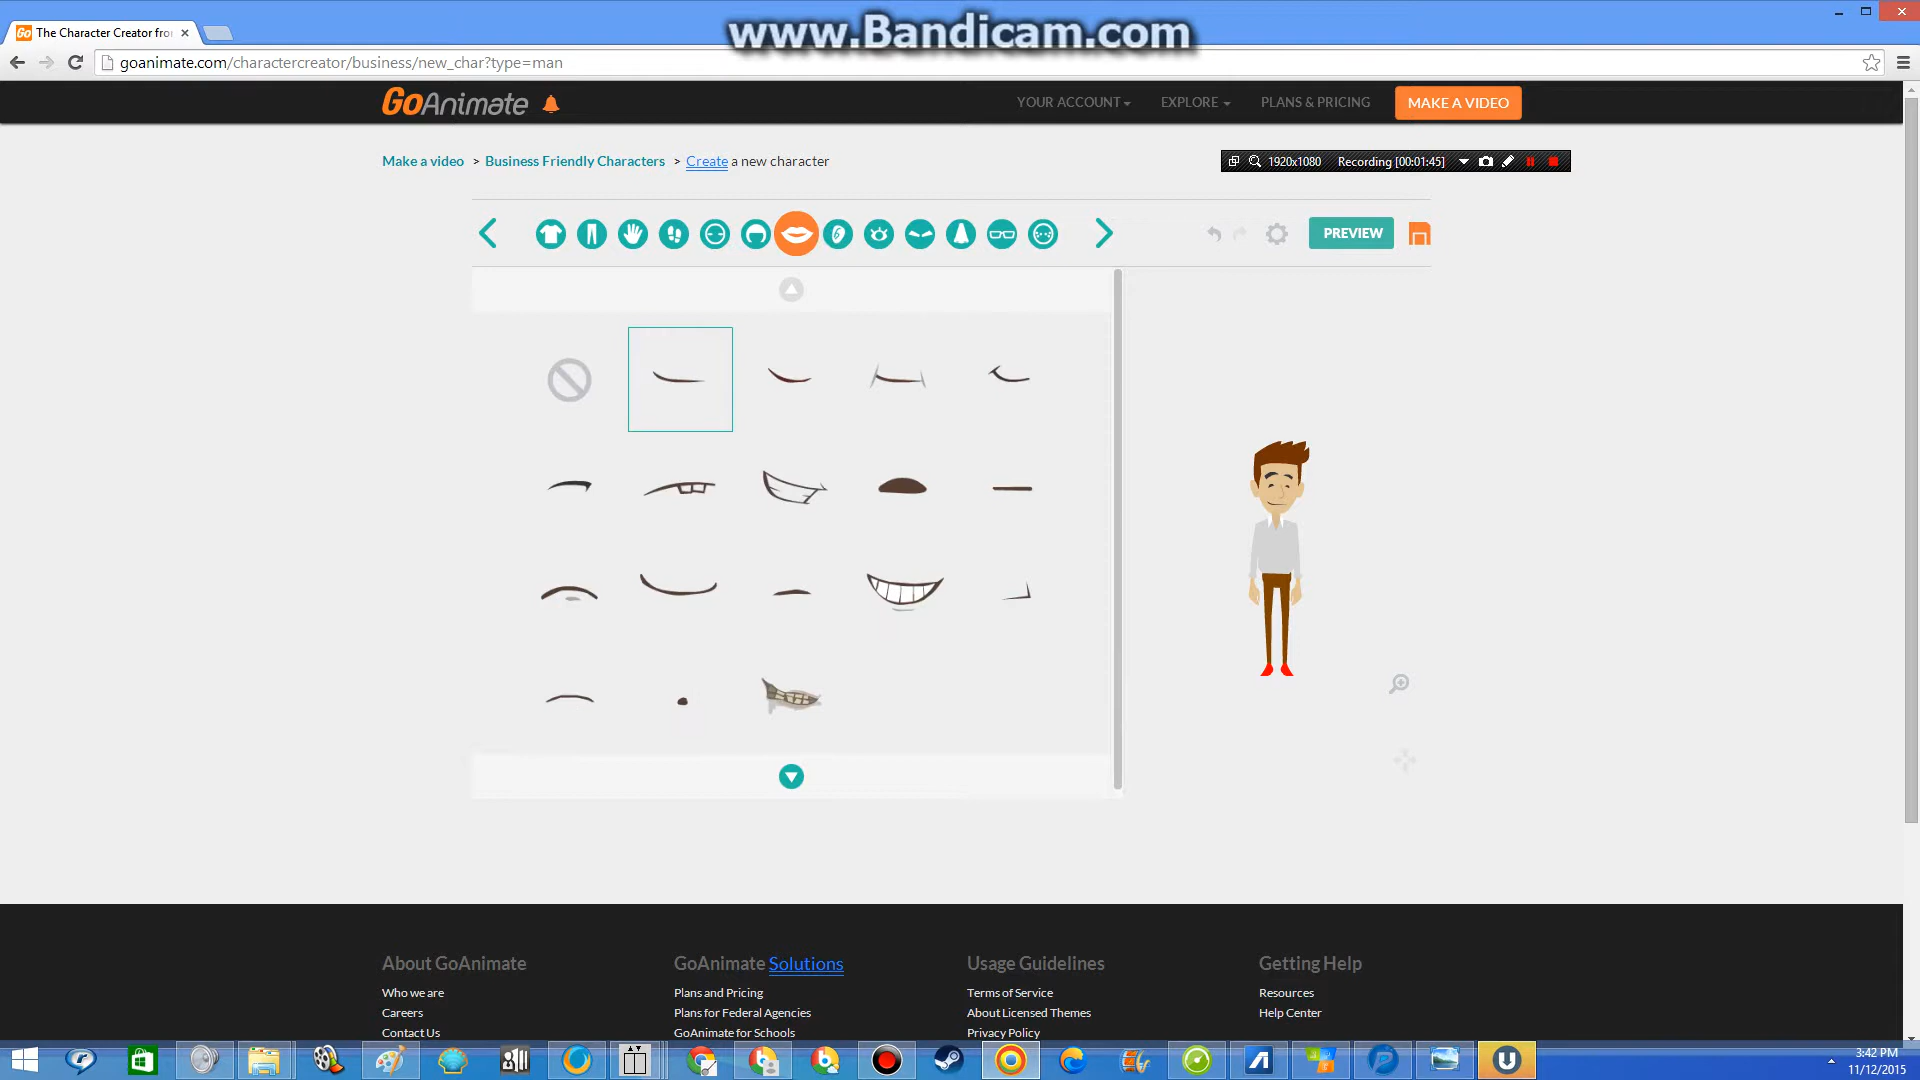 www.Bandicam.com
Go The Character Creator fro
goanimate.com/charactercreator/business/new_char?type=man
GoAnimate YOUR ACCOUNT EXPLORE PLANS & PRICING MAKE A VIDEO
Make a video > Business Friendly Characters > Create a new character
1920x1080 Recording [00:01:45]
PREVIEW
About GoAnimate
Who we are
Careers
Contact Us
GoAnimate Solutions
Plans and Pricing
Plans for Federal Agencies
GoAnimate for Schools
Usage Guidelines
Terms of Service
About Licensed Themes
Privacy Policy
Getting Help
Resources
Help Center
3:42 PM
11/12/2015